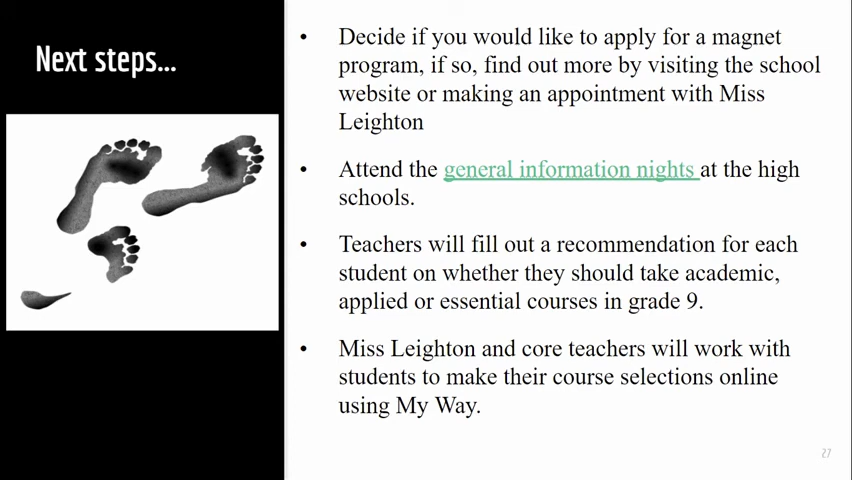 Next steps...
• Decide if you would like to apply for a magnet
program, if so, find out more by visiting the school
website or making an appointment with Miss
Leighton
• Attend the general information nights at the high
schools.
• Teachers will fill out a recommendation for each
student on whether they should take academic,
applied or essential courses in grade 9.
• Miss Leighton and core teachers will work with
students to make their course selections online
using My Way.
27